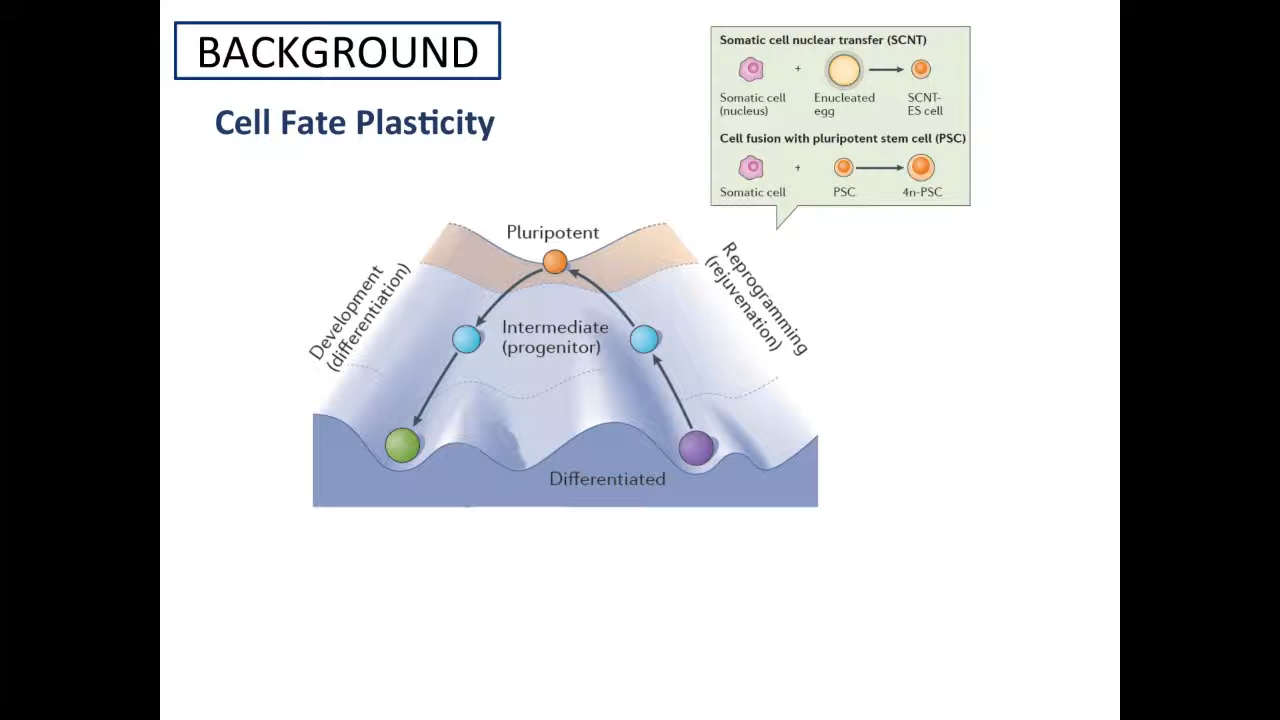 BACKGROUND
Cell Fate Plasticity
Somatic cell nuclear transfer (SCNT)
+
Somatic cell
(nucleus)
Enucleated
egg
SCNT-
ES cell
Cell fusion with pluripotent stem cell (PSC)
+
Somatic cell
PSC
4n-PSC
Pluripotent
Development
(differentiation)
Intermediate
(progenitor)
Reprogramming
(rejuvenation)
Differentiated